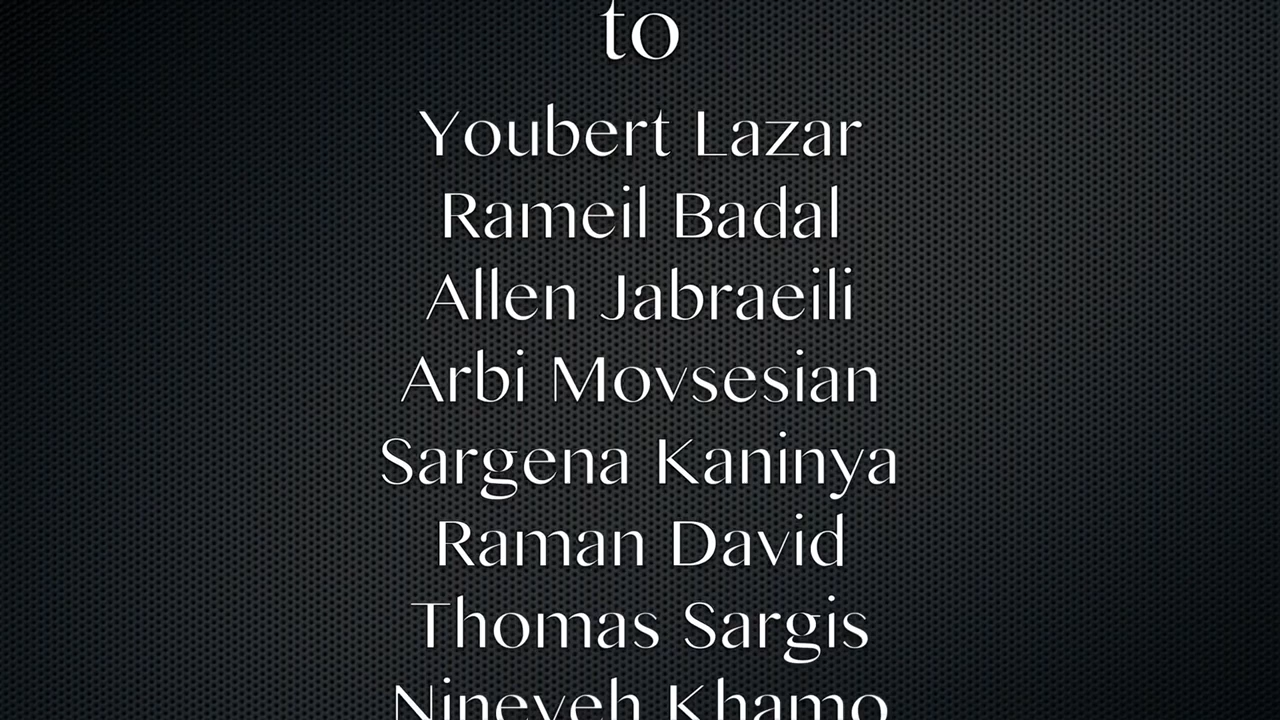 to
Youbert Lazar
Rameil Badal
Allen Jabraeili
Arbi Movsesian
Sargena Kaninya
Raman David
Thomas Sargis
Nineveh Khamo